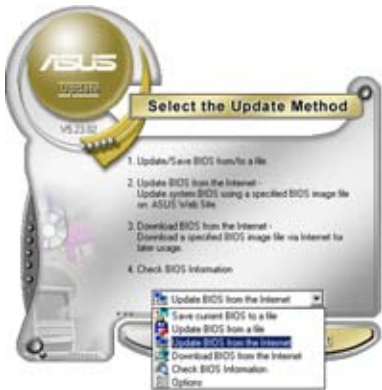 ASUS
Update
V5.23.02
Select the Update Method
1. Update/Save BIOS from/to a file
2. Update BIOS from the Internet -
Update system BIOS using a specified BIOS image file
on ASUS Web Site.
3. Download BIOS from the Internet -
Download a specified BIOS image file via Internet for
later usage.
4. Check BIOS Information
Update BIOS from the Internet
Save current BIOS to a file
Update BIOS from a file
Update BIOS from the Internet
Download BIOS from the Internet
Check BIOS Information
Options